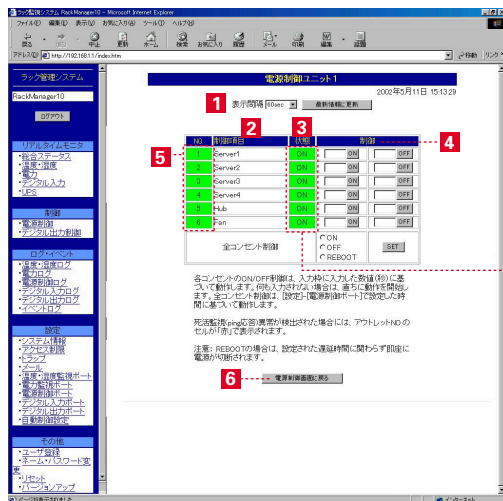 ラック監視システム RackManager10 - Microsoft Internet Explorer
ファイル(F) 編集(E) 表示(V) お気に入り(A) ツール(T) ヘルプ(H)
戻る 進む 中止 更新 ホーム 検索 お気に入り 履歴 メール 印刷 編集 話題
アドレス(D) http://192.168.1.1/index.htm 移動 リンク
ラック管理システム
RackManager10
ログアウト
リアルタイムモニタ
・総合ステータス
・温度・湿度
・電力
・デジタル入力
・UPS
制御
・電源制御
・デジタル出力制御
ログ・イベント
・温度・湿度ログ
・電力ログ
・電源制御ログ
・デジタル入力ログ
・デジタル出力ログ
・イベントログ
設定
・システム情報
・アクセス制限
・トラップ
・メール
・温度・湿度監視ポート
・電力監視ポート
・電源制御ポート
・デジタル入力ポート
・デジタル出力ポート
・自動制御設定
その他
・ユーザ登録
・ネーム・パスワード変更
・リセット
・バージョンアップ
電源制御ユニット1
2002年5月11日 15:13:29
1 表示間隔 60sec 最新情報に更新
2 3
NO. 制御項目 状態 制御 4
5 1 Server1 ON ON OFF
2 Server2 ON ON OFF
3 Server3 ON ON OFF
4 Server4 ON ON OFF
5 Hub ON ON OFF
6 Fan ON ON OFF
全コンセント制御 ON OFF REBOOT SET
各コンセントのON/OFF制御は、入力枠に入力した数値(秒)に基
づいて動作します。何も入力されない場合は、直ちに動作を開始し
ます。全コンセント制御は、[設定]-[電源制御ポート]で設定した時
間に基づいて動作します。
死活監視(ping応答)異常が検出された場合には、アウトレットNO.の
セルが「赤」で表示されます。
注意: REBOOTの場合は、設定された遅延時間に関わらず即座に
電源が切断されます。
6 電源制御画面に戻る
ページが表示されました
インターネット